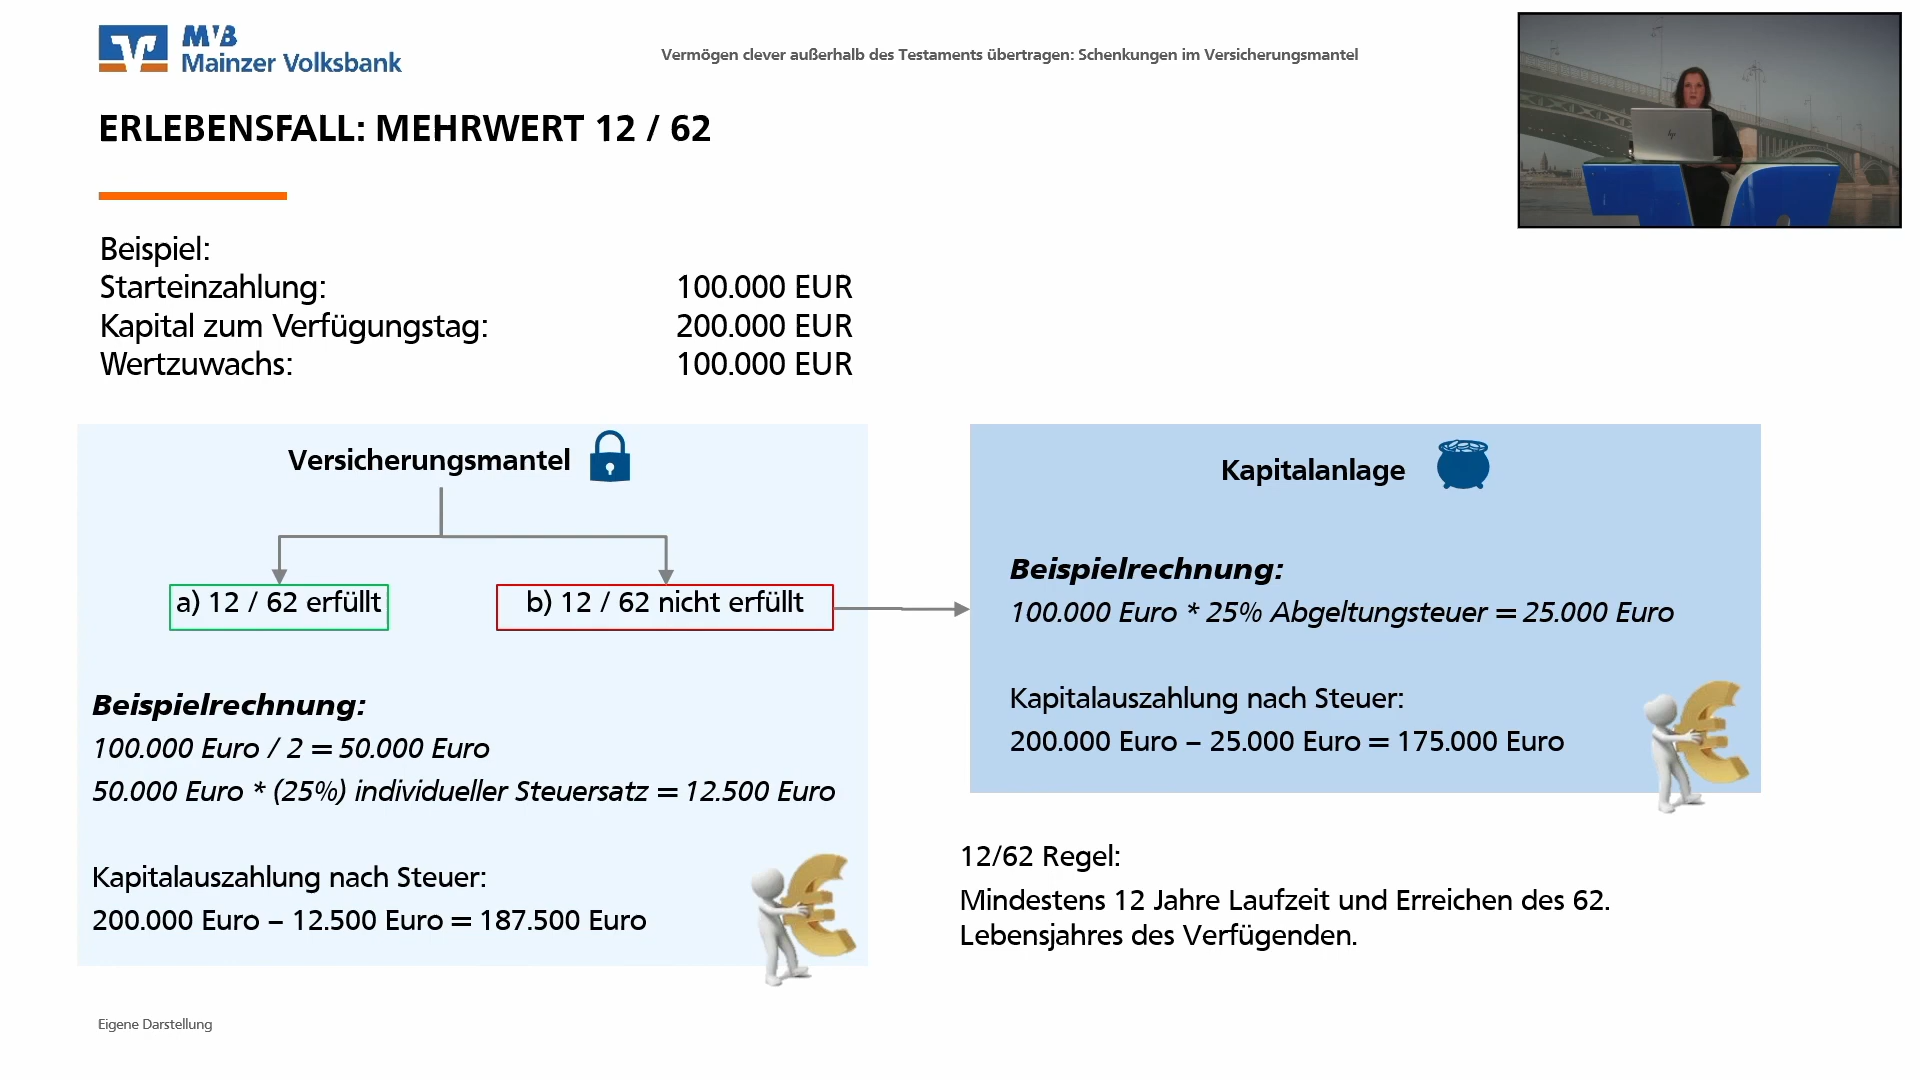 MVB
Mainzer Volksbank
Vermögen clever außerhalb des Testaments übertragen: Schenkungen im Versicherungsmantel
ERLEBENSFALL: MEHRWERT 12 / 62
Beispiel:
Starteinzahlung: 100.000 EUR
Kapital zum Verfügungstag: 200.000 EUR
Wertzuwachs: 100.000 EUR
Versicherungsmantel
a) 12 / 62 erfüllt
b) 12 / 62 nicht erfüllt
Beispielrechnung:
100.000 Euro / 2 = 50.000 Euro
50.000 Euro * (25%) individueller Steuersatz = 12.500 Euro
Kapitalauszahlung nach Steuer:
200.000 Euro – 12.500 Euro = 187.500 Euro
Kapitalanlage
Beispielrechnung:
100.000 Euro * 25% Abgeltungsteuer = 25.000 Euro
Kapitalauszahlung nach Steuer:
200.000 Euro – 25.000 Euro = 175.000 Euro
12/62 Regel:
Mindestens 12 Jahre Laufzeit und Erreichen des 62.
Lebensjahres des Verfügenden.
Eigene Darstellung
hp